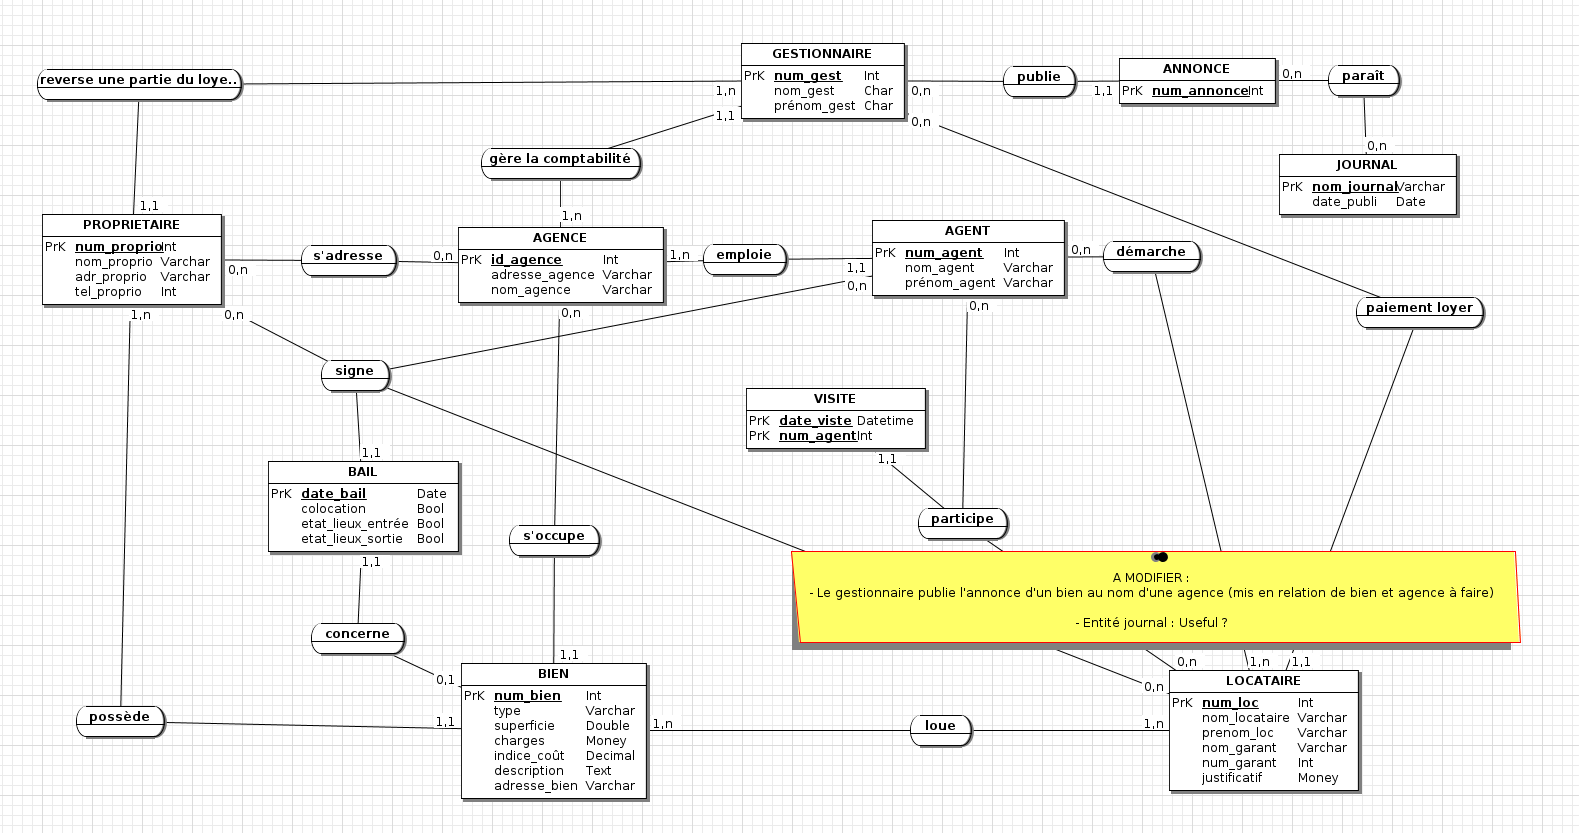 GESTIONNAIRE
PrK num_gest Int
nom_gest Char
prénom_gest Char
reverse une partie du loye..
1,n
1,1
0,n
0,n
publie
1,1
ANNONCE
PrK num_annonce Int
0,n
paraît
0,n
JOURNAL
PrK nom_journal Varchar
date_publi Date
gère la comptabilité
1,n
1,1
PROPRIETAIRE
PrK num_proprio Int
nom_proprio Varchar
adr_proprio Varchar
tel_proprio Int
0,n
s'adresse
0,n
AGENCE
PrK id_agence Int
adresse_agence Varchar
nom_agence Varchar
1,n
emploie
1,1
0,n
AGENT
PrK num_agent Int
nom_agent Varchar
prénom_agent Varchar
0,n
démarche
1,n
0,n
0,n
0,n
paiement loyer
signe
VISITE
PrK date_viste Datetime
PrK num_agent Int
1,1
1,1
BAIL
PrK date_bail Date
colocation Bool
etat_lieux_entrée Bool
etat_lieux_sortie Bool
1,1
s'occupe
participe
A MODIFIER :
- Le gestionnaire publie l'annonce d'un bien au nom d'une agence (mis en relation de bien et agence à faire)
- Entité journal : Useful ?
concerne
0,1
1,1
0,n
1,n
1,1
0,n
BIEN
PrK num_bien Int
type Varchar
superficie Double
charges Money
indice_coût Decimal
description Text
adresse_bien Varchar
possède
1,1
1,n
loue
1,n
LOCATAIRE
PrK num_loc Int
nom_locataire Varchar
prenom_loc Varchar
nom_garant Varchar
num_garant Int
justificatif Money